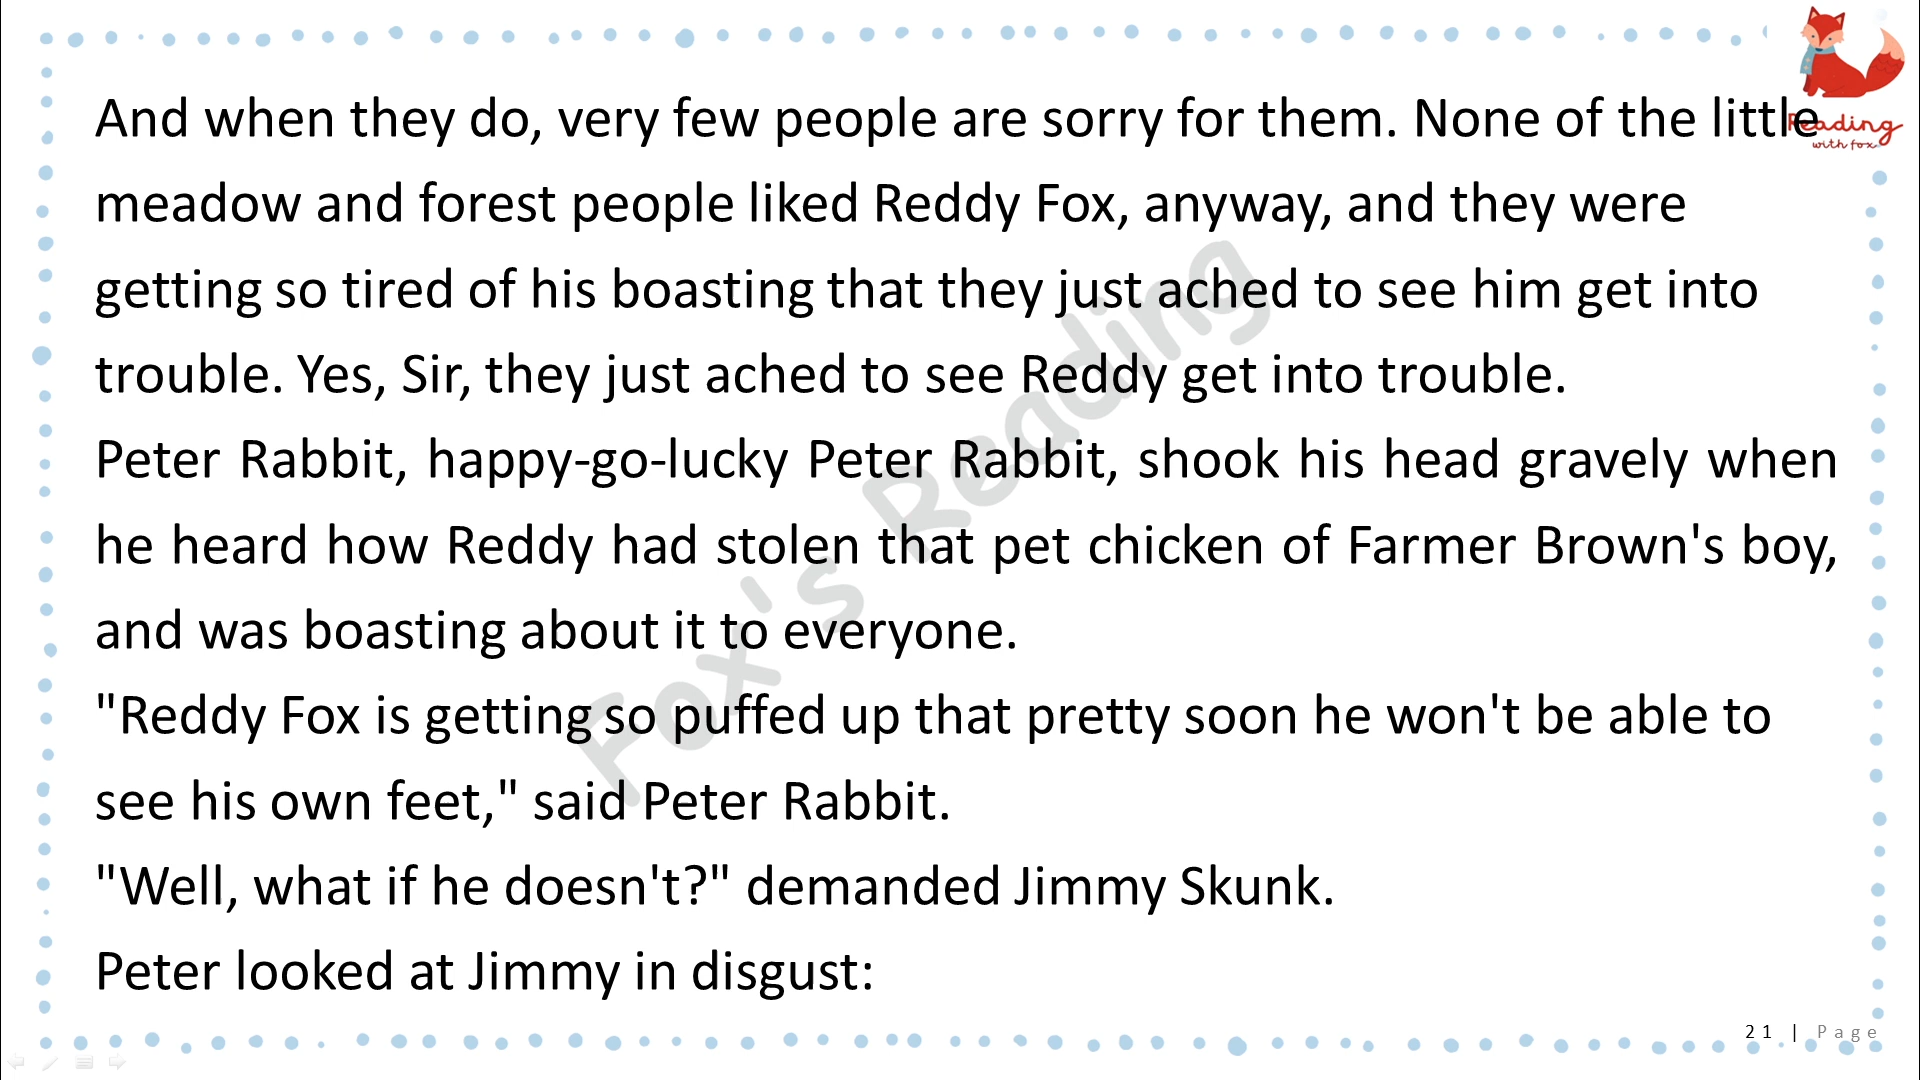 And when they do, very few people are sorry for them. None of the little
Reading
with fox
meadow and forest people liked Reddy Fox, anyway, and they were
getting so tired of his boasting that they just ached to see him get into
trouble. Yes, Sir, they just ached to see Reddy get into trouble.
Peter Rabbit, happy-go-lucky Peter Rabbit, shook his head gravely when
he heard how Reddy had stolen that pet chicken of Farmer Brown's boy,
and was boasting about it to everyone.
"Reddy Fox is getting so puffed up that pretty soon he won't be able to
see his own feet," said Peter Rabbit.
"Well, what if he doesn't?" demanded Jimmy Skunk.
Peter looked at Jimmy in disgust:
Fox's Reading
21 | Page